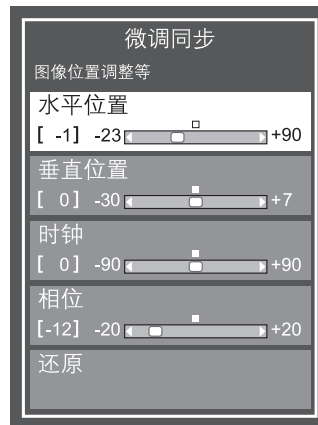 微调同步
图像位置调整等
水平位置
[ -1] -23 +90
垂直位置
[ 0] -30 +7
时钟
[ 0] -90 +90
相位
[-12] -20 +20
还原